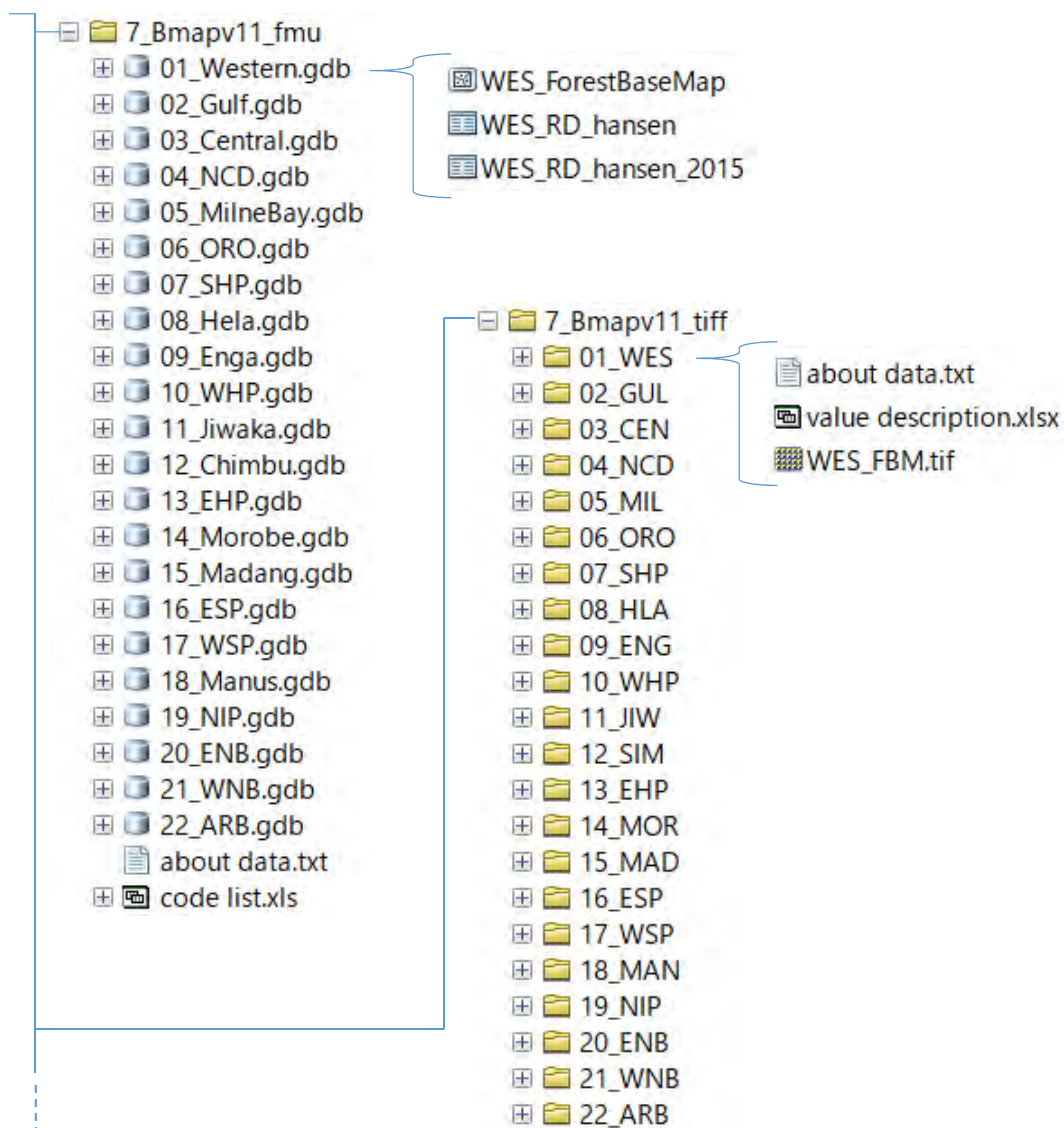 7_Bmapv11_fmu
01_Western.gdb
02_Gulf.gdb
03_Central.gdb
04_NCD.gdb
05_MilneBay.gdb
06_ORO.gdb
07_SHP.gdb
08_Hela.gdb
09_Enga.gdb
10_WHP.gdb
11_Jiwaka.gdb
12_Chimbu.gdb
13_EHP.gdb
14_Morobe.gdb
15_Madang.gdb
16_ESP.gdb
17_WSP.gdb
18_Manus.gdb
19_NIP.gdb
20_ENB.gdb
21_WNB.gdb
22_ARB.gdb
about data.txt
code list.xls
WES_ForestBaseMap
WES_RD_hansen
WES_RD_hansen_2015
7_Bmapv11_tiff
01_WES
02_GUL
03_CEN
04_NCD
05_MIL
06_ORO
07_SHP
08_HLA
09_ENG
10_WHP
11_JIW
12_SIM
13_EHP
14_MOR
15_MAD
16_ESP
17_WSP
18_MAN
19_NIP
20_ENB
21_WNB
22_ARB
about data.txt
value description.xlsx
WES_FBM.tif